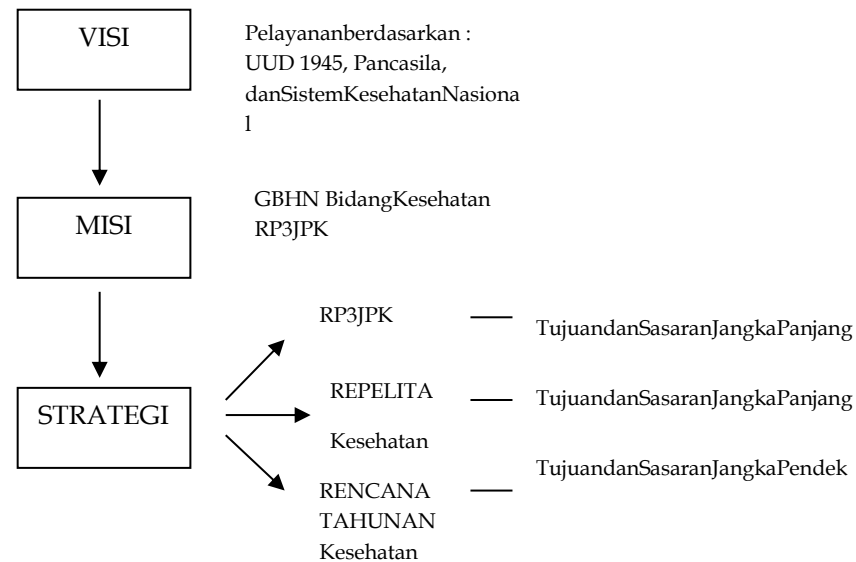 VISI
Pelayananberdasarkan :
UUD 1945, Pancasila,
danSistemKesehatanNasiona
l
MISI
GBHN BidangKesehatan
RP3JPK
STRATEGI
RP3JPK
TujuandanSasaranJangkaPanjang
REPELITA
Kesehatan
TujuandanSasaranJangkaPanjang
RENCANA
TAHUNAN
Kesehatan
TujuandanSasaranJangkaPendek